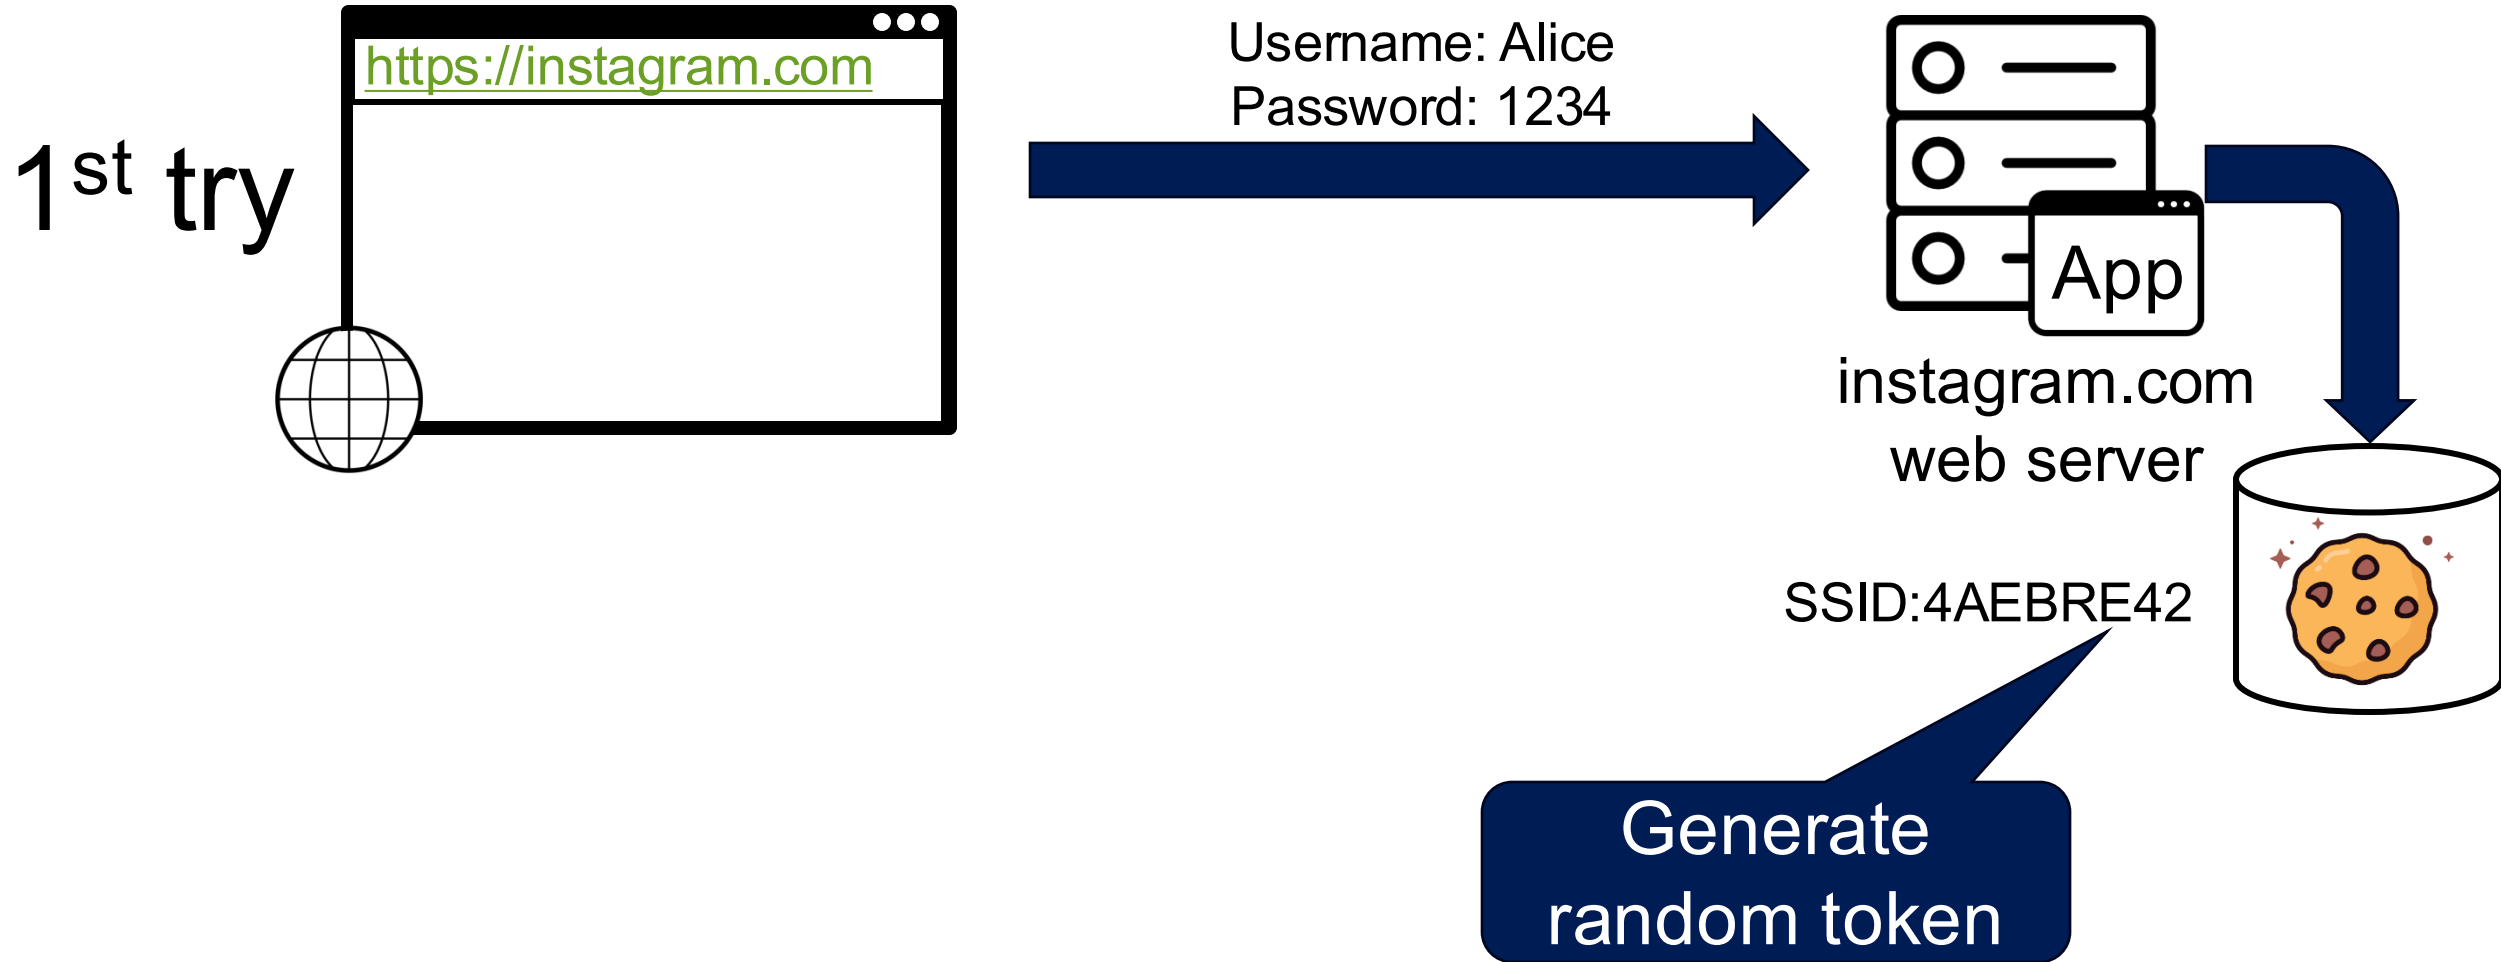 https://instagram.com
Username: Alice
Password: 1234
1st try
App
instagram.com
web server
SSID:4AEBRE42
Generate
random token